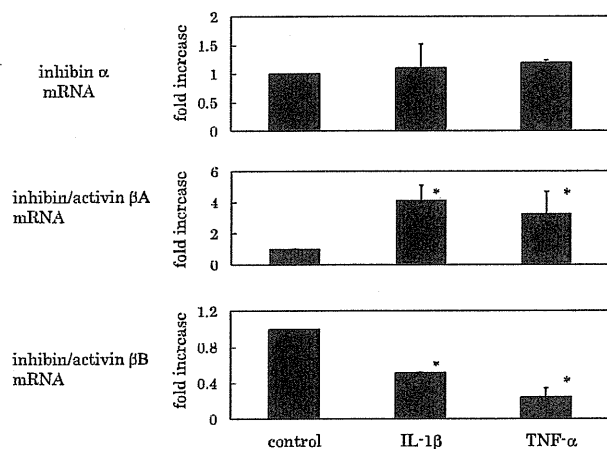 inhibin α
mRNA
fold increase
2
1.5
1
0.5
0
inhibin/activin βA
mRNA
fold increase
6
4
2
0
*
*
inhibin/activin βB
mRNA
fold increase
1.2
0.8
0.4
0
*
*
control IL-1β TNF-α